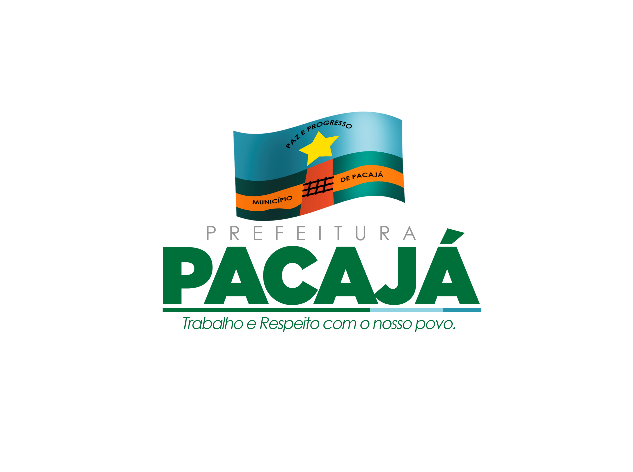 PAZ E PROGRESSO
MUNICÍPIO DE PACAJÁ
PREFEITURA
PACAJÁ
Trabalho e Respeito com o nosso povo.